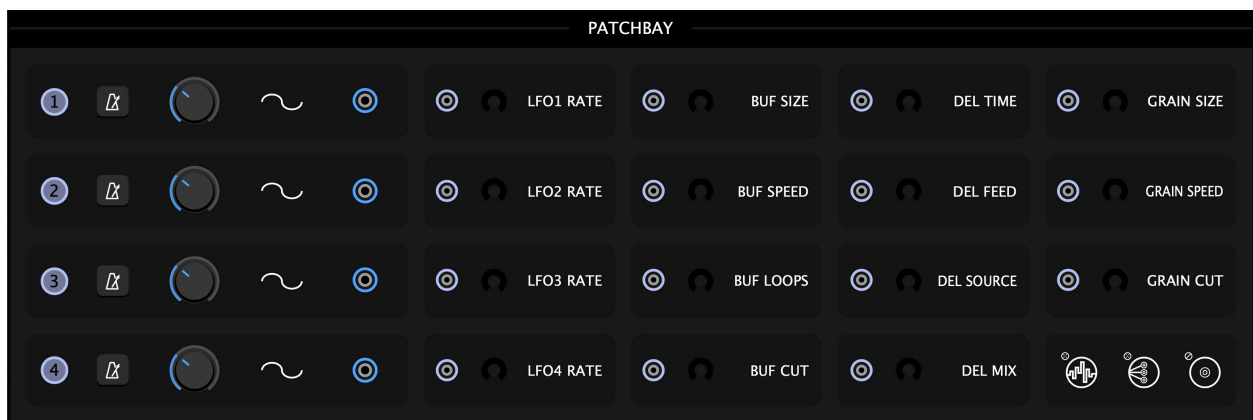 PATCHBAY
1 LFO1 RATE BUF SIZE DEL TIME GRAIN SIZE
2 LFO2 RATE BUF SPEED DEL FEED GRAIN SPEED
3 LFO3 RATE BUF LOOPS DEL SOURCE GRAIN CUT
4 LFO4 RATE BUF CUT DEL MIX